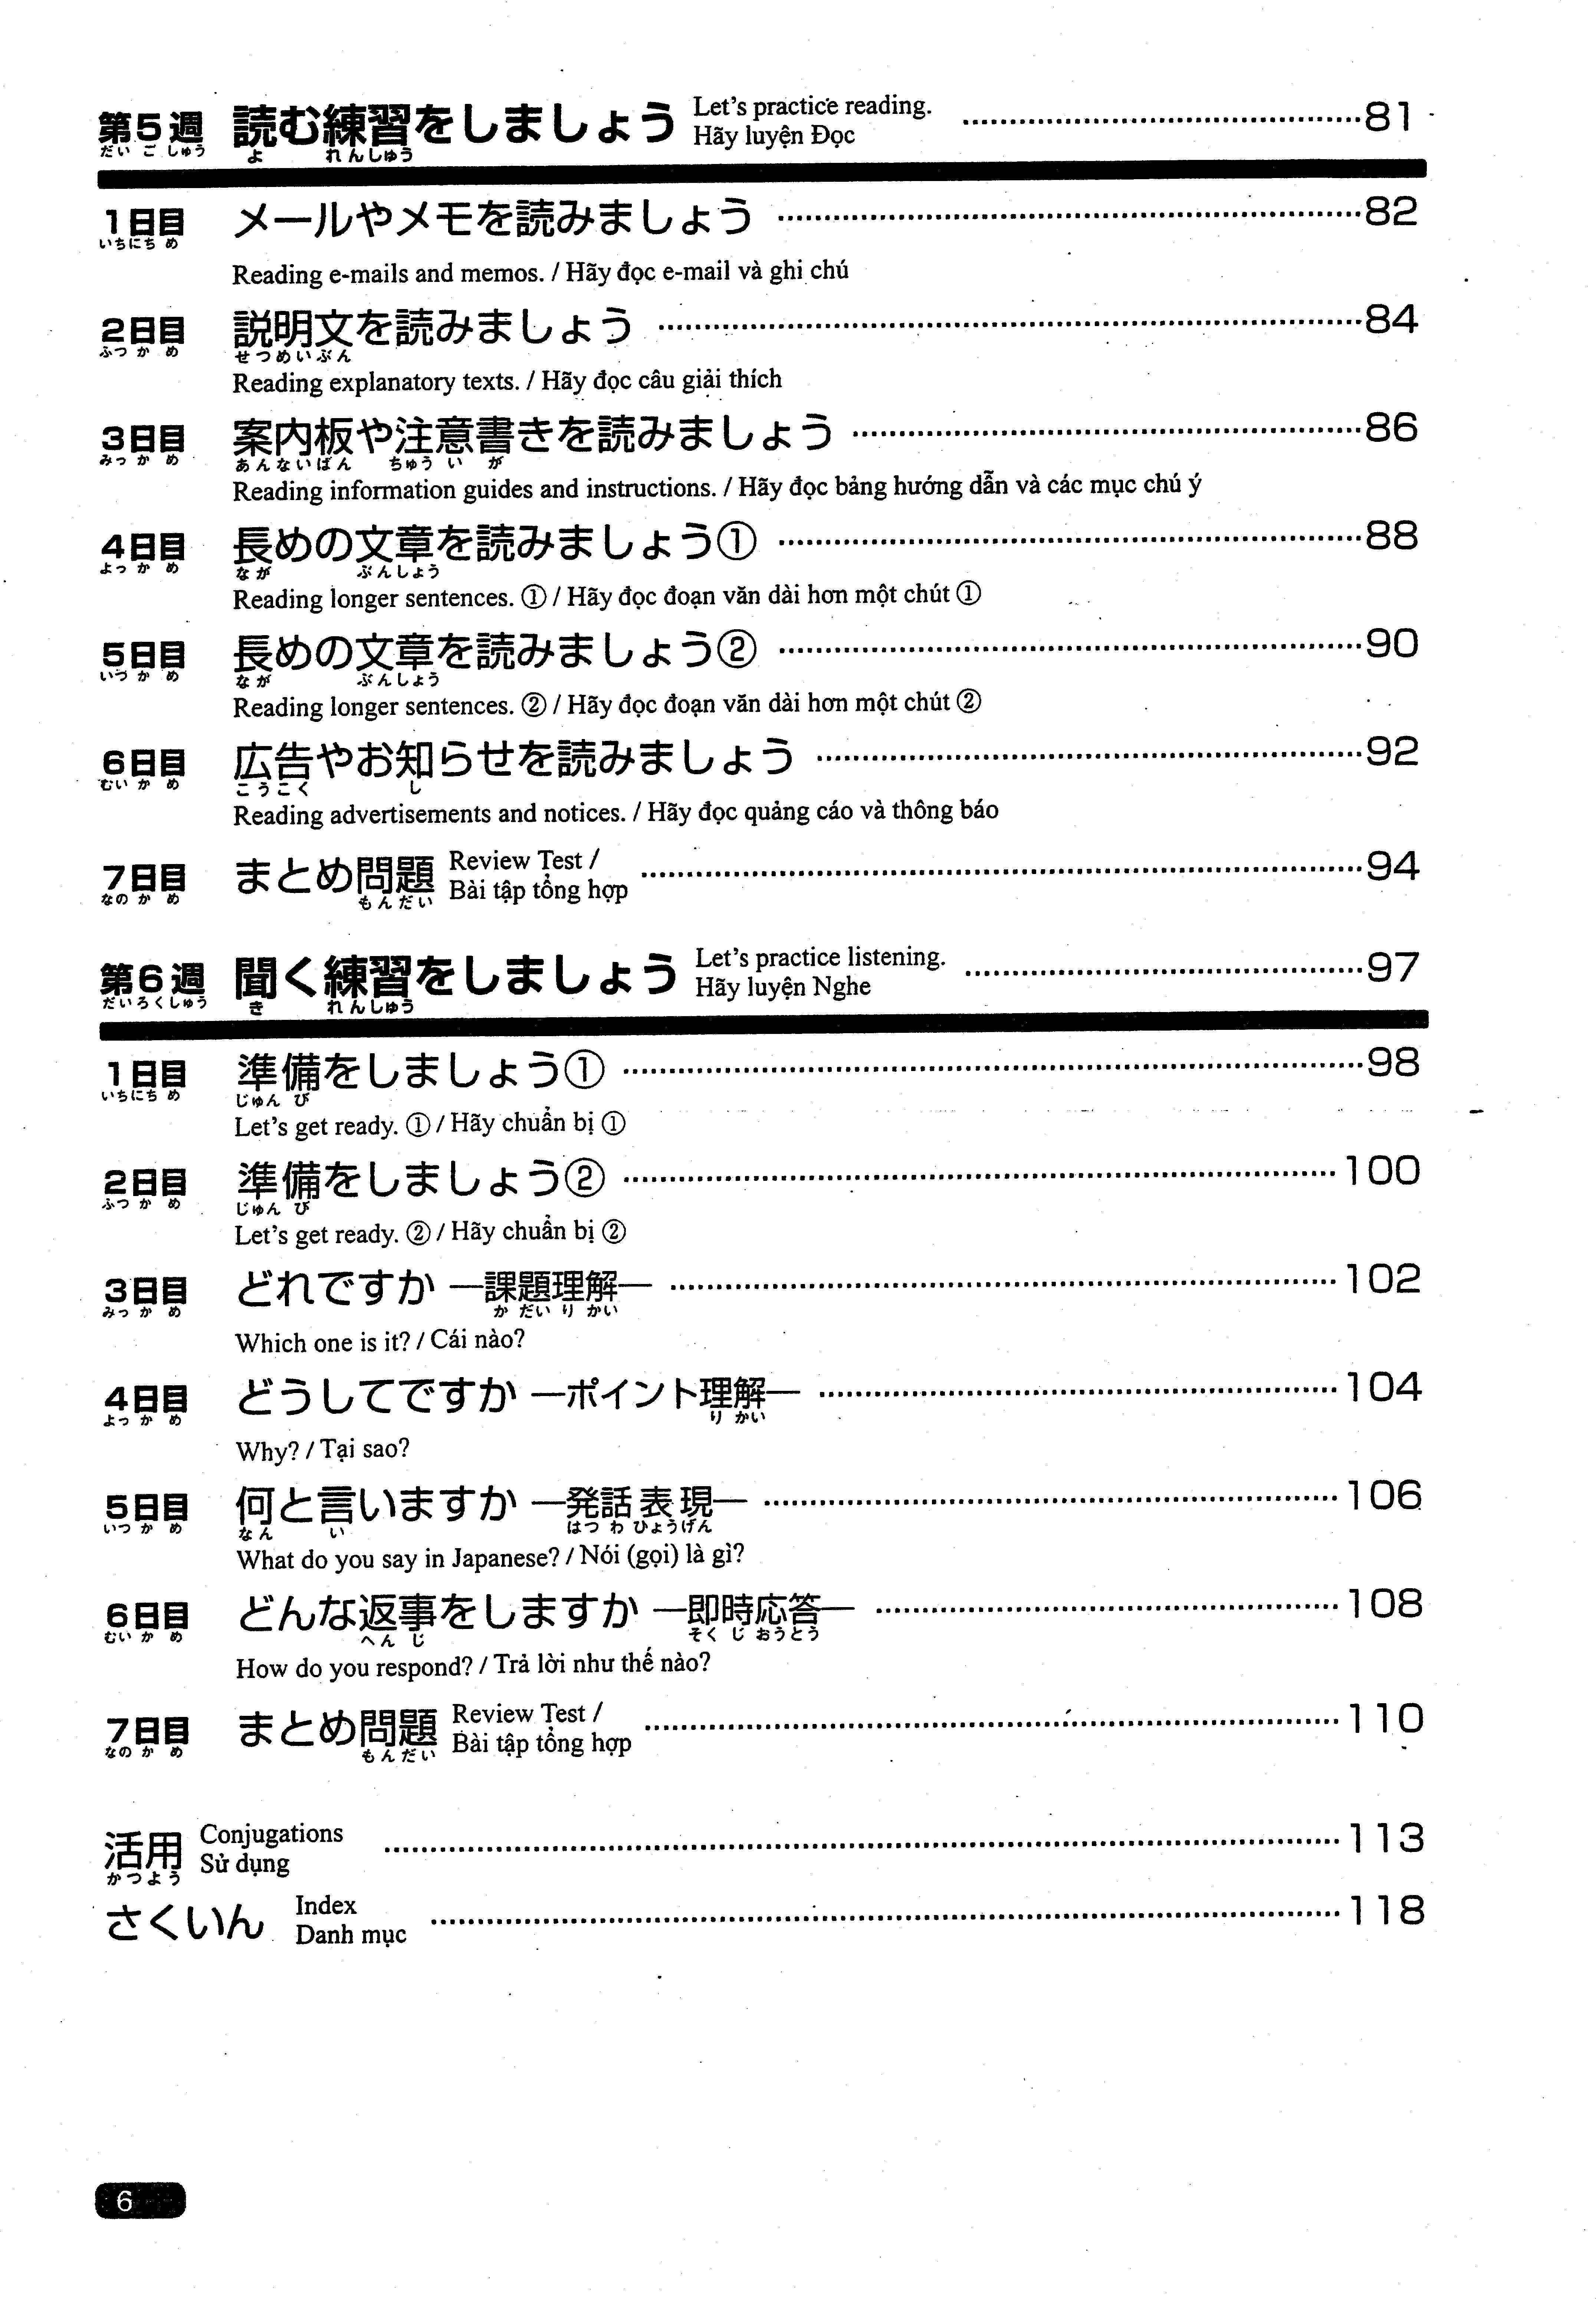 第5週 読む練習をしましょう Let's practice reading. ……81
だい ご しゅう よ れんしゅう Hãy luyện Đọc
1日目 メールやメモを読みましょう ……82
いちにち め
Reading e-mails and memos. / Hãy đọc e-mail và ghi chú
2日目 説明文を読みましょう ……84
ふつ か め せつめいぶん
Reading explanatory texts. / Hãy đọc câu giải thích
3日目 案内板や注意書きを読みましょう ……86
みっ か め あんないばん ちゅう い が
Reading information guides and instructions. / Hãy đọc bảng hướng dẫn và các mục chú ý
4日目 長めの文章を読みましょう① ……88
よっ か め なが ぶんしょう
Reading longer sentences. ① / Hãy đọc đoạn văn dài hơn một chút ①
5日目 長めの文章を読みましょう② ……90
いつ か め なが ぶんしょう
Reading longer sentences. ② / Hãy đọc đoạn văn dài hơn một chút ②
6日目 広告やお知らせを読みましょう ……92
むい か め こうこく し
Reading advertisements and notices. / Hãy đọc quảng cáo và thông báo
7日目 まとめ問題 Review Test / ……94
なの か め もんだい Bài tập tổng hợp
第6週 聞く練習をしましょう Let's practice listening. ……97
だいろくしゅう き れんしゅう Hãy luyện Nghe
1日目 準備をしましょう① ……98
いちにち め じゅん び
Let's get ready. ① / Hãy chuẩn bị ①
2日目 準備をしましょう② ……100
ふつ か め じゅん び
Let's get ready. ② / Hãy chuẩn bị ②
3日目 どれですか ―課題理解― ……102
みっ か め か だい り かい
Which one is it? / Cái nào?
4日目 どうしてですか ―ポイント理解― ……104
よっ か め り かい
Why? / Tại sao?
5日目 何と言いますか ―発話表現― ……106
いつ か め なん い はつ わ ひょうげん
What do you say in Japanese? / Nói (gọi) là gì?
6日目 どんな返事をしますか ―即時応答― ……108
むい か め へん じ そく じ おうとう
How do you respond? / Trả lời như thế nào?
7日目 まとめ問題 Review Test / ……110
なの か め もんだい Bài tập tổng hợp
活用 Conjugations ……113
かつよう Sử dụng
さくいん Index ……118
Danh mục
6